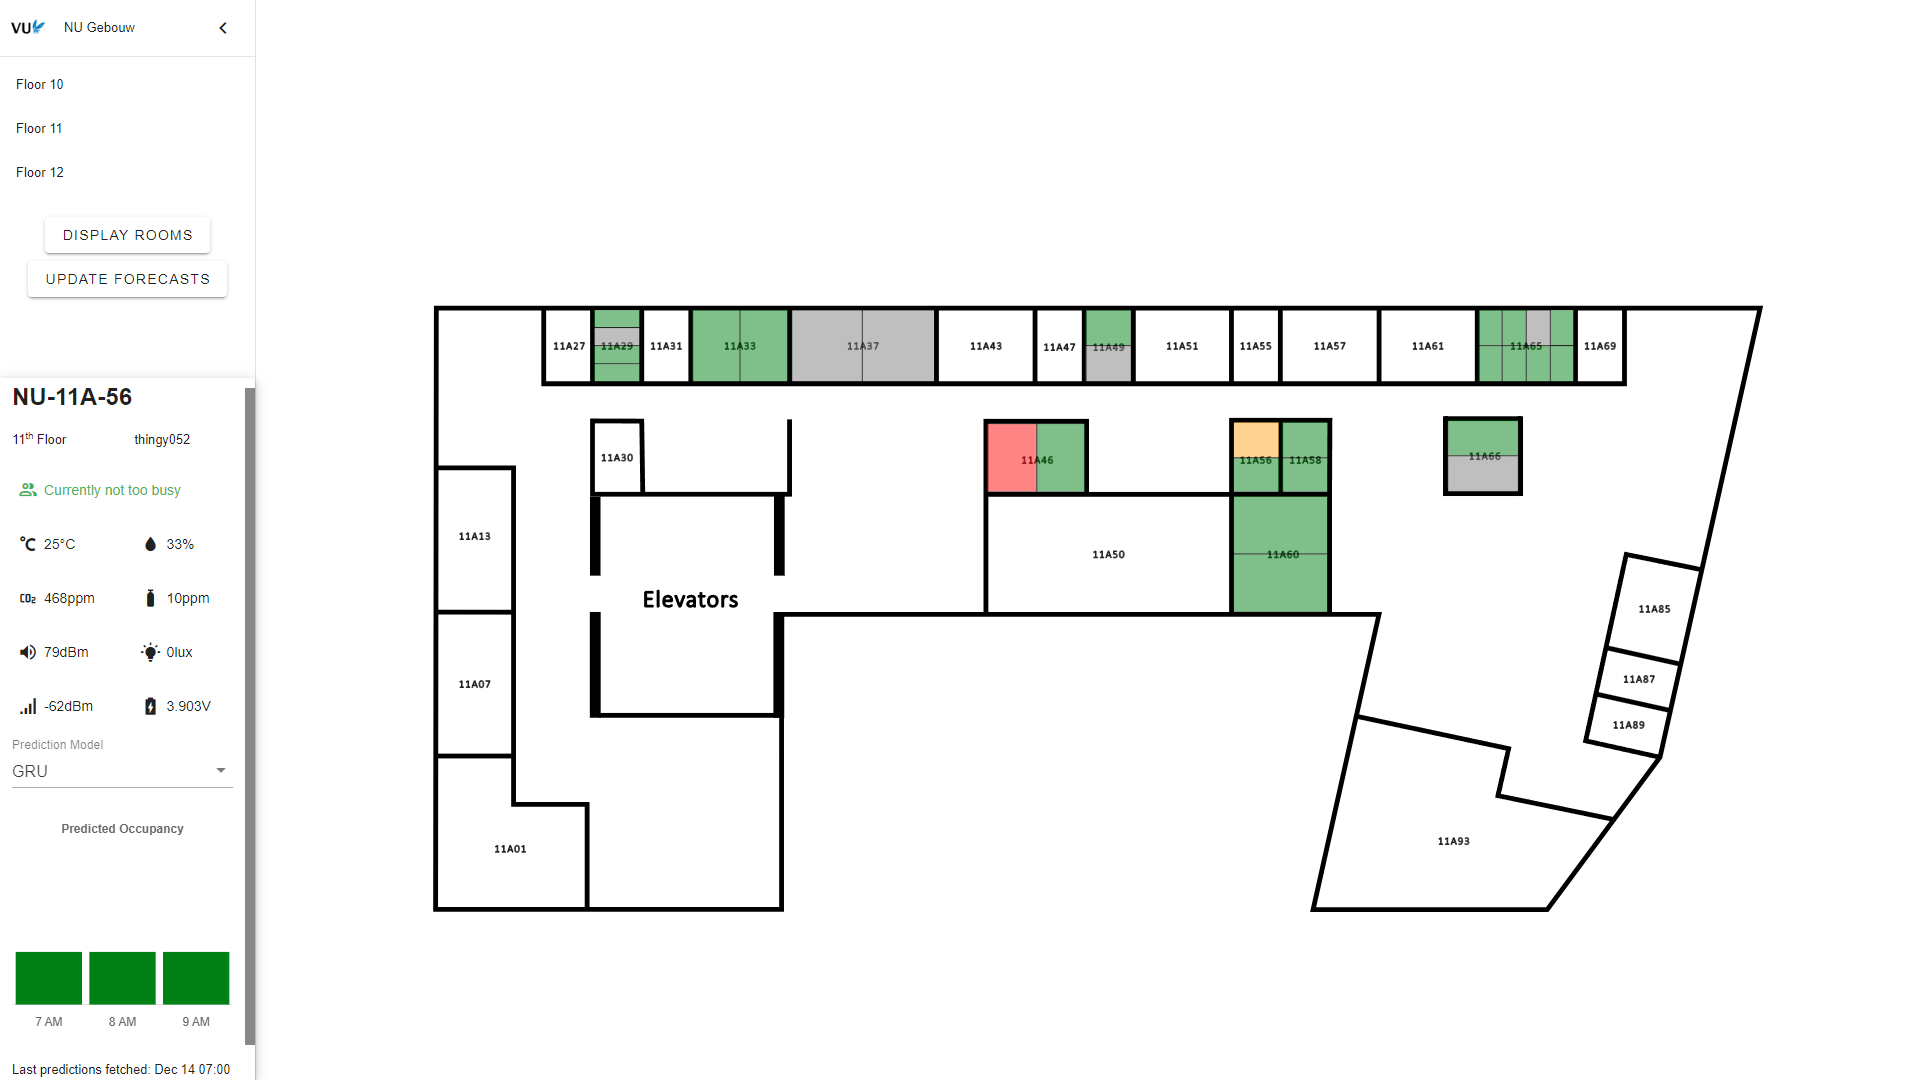 VU NU Gebouw
Floor 10
Floor 11
Floor 12
DISPLAY ROOMS
UPDATE FORECASTS
NU-11A-56
11th Floor thingy052
Currently not too busy
°C 25°C 33%
CO₂ 468ppm 10ppm
79dBm 0lux
-62dBm 3.903V
Prediction Model
GRU
Predicted Occupancy
7 AM 8 AM 9 AM
Last predictions fetched: Dec 14 07:00
11A27 11A29 11A31 11A33 11A37 11A43 11A47 11A49 11A51 11A55 11A57 11A61 11A65 11A69
11A30 11A46 11A56 11A58 11A66
11A13 11A50 11A60
Elevators
11A85
11A07 11A87
11A89
11A01 11A93